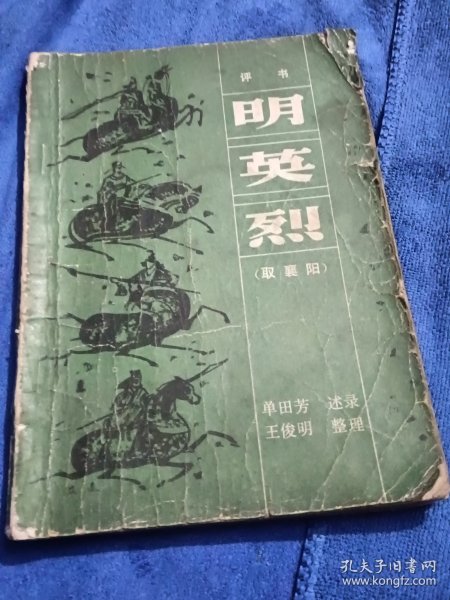 评书
明
英
烈
(取襄阳)
单田芳 述录
王俊明 整理
孔夫子旧书网
www.kongfz.com